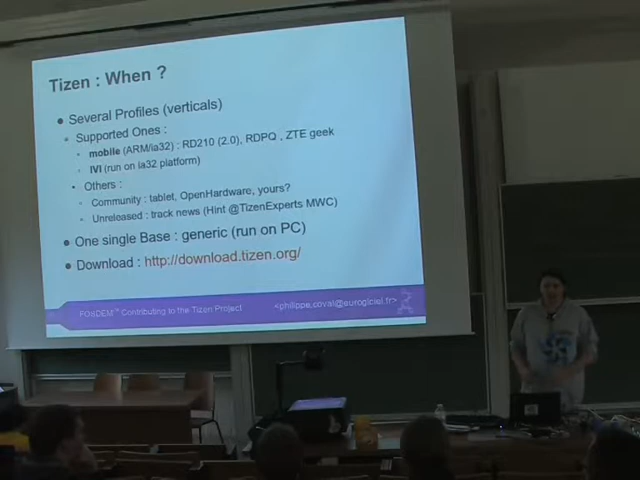 Tizen : When ?
● Several Profiles (verticals)
• Supported Ones :
• mobile (ARM/ia32) : RD210 (2.0), RDPQ , ZTE geek
• IVI (run on ia32 platform)
• Others :
• Community : tablet, OpenHardware, yours?
• Unreleased : track news (Hint @TizenExperts MWC)
● One single Base : generic (run on PC)
● Download : http://download.tizen.org/
FOSDEM Contributing to the Tizen Project
<philippe.coval@eurogiciel.fr>